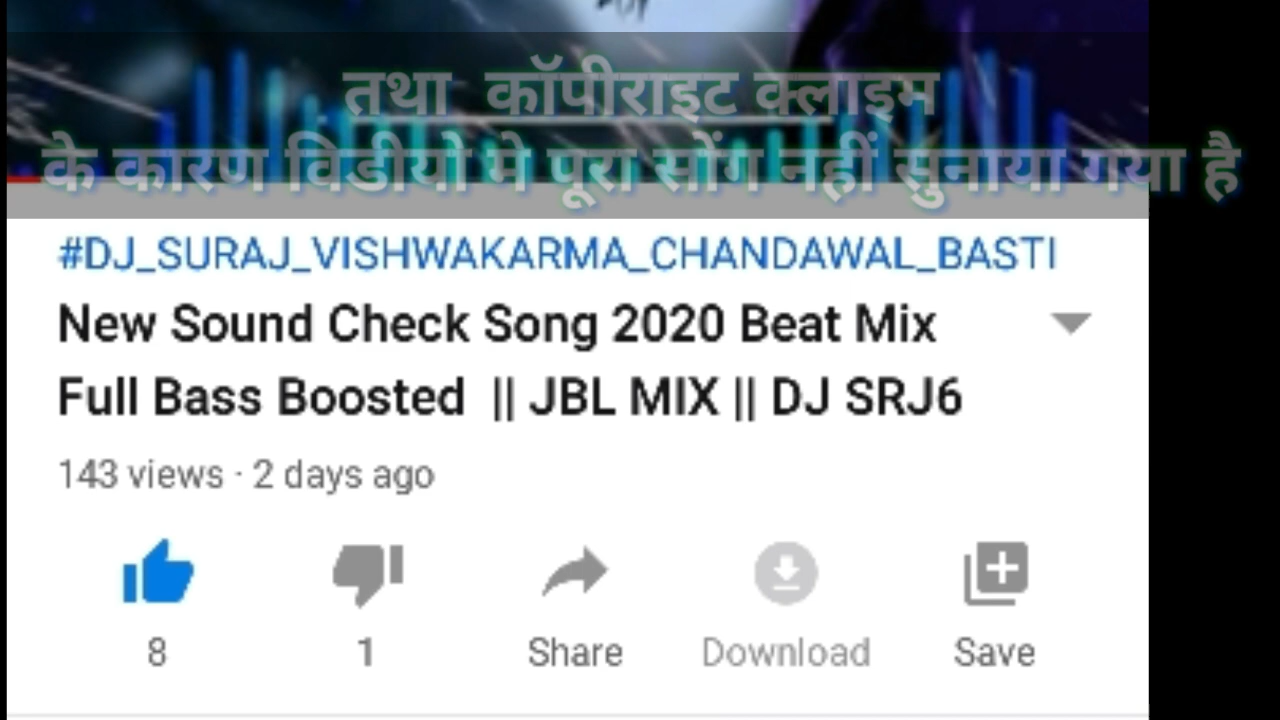 तथा कॉपीराइट क्लाइम
के कारण विडीयो मे पूरा सोंग नहीं सुनाया गया है
#DJ_SURAJ_VISHWAKARMA_CHANDAWAL_BASTI
New Sound Check Song 2020 Beat Mix
Full Bass Boosted || JBL MIX || DJ SRJ6
143 views · 2 days ago
8 1 Share Download Save